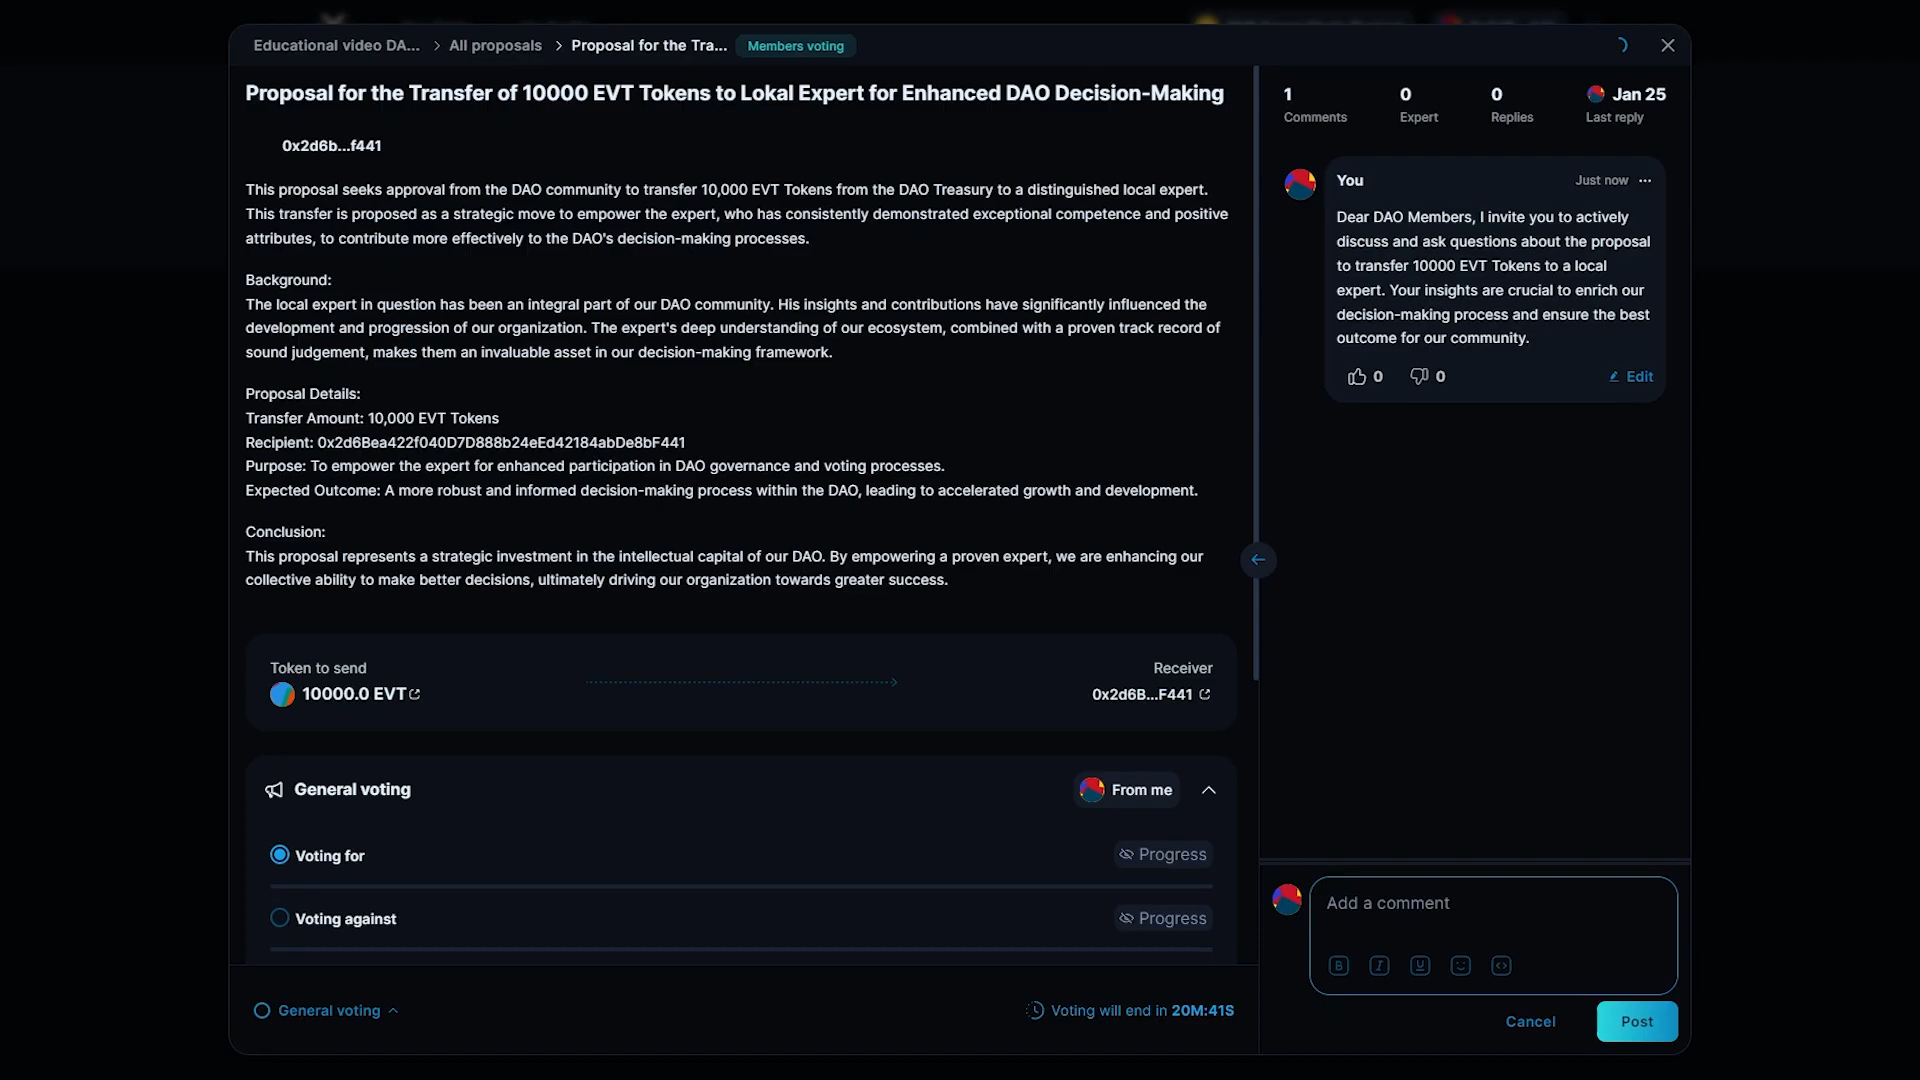 Educational video DA... > All proposals > Proposal for the Tra... Members voting
Proposal for the Transfer of 10000 EVT Tokens to Lokal Expert for Enhanced DAO Decision-Making
0x2d6b...f441
This proposal seeks approval from the DAO community to transfer 10,000 EVT Tokens from the DAO Treasury to a distinguished local expert.
This transfer is proposed as a strategic move to empower the expert, who has consistently demonstrated exceptional competence and positive
attributes, to contribute more effectively to the DAO's decision-making processes.
Background:
The local expert in question has been an integral part of our DAO community. His insights and contributions have significantly influenced the
development and progression of our organization. The expert's deep understanding of our ecosystem, combined with a proven track record of
sound judgement, makes them an invaluable asset in our decision-making framework.
Proposal Details:
Transfer Amount: 10,000 EVT Tokens
Recipient: 0x2d6Bea422f040D7D888b24eEd42184abDe8bF441
Purpose: To empower the expert for enhanced participation in DAO governance and voting processes.
Expected Outcome: A more robust and informed decision-making process within the DAO, leading to accelerated growth and development.
Conclusion:
This proposal represents a strategic investment in the intellectual capital of our DAO. By empowering a proven expert, we are enhancing our
collective ability to make better decisions, ultimately driving our organization towards greater success.
Token to send
10000.0 EVT
Receiver
0x2d6B...F441
General voting
From me
Voting for
Progress
Voting against
Progress
General voting
Voting will end in 20M:41S
1
Comments
0
Expert
0
Replies
Jan 25
Last reply
You
Just now
Dear DAO Members, I invite you to actively
discuss and ask questions about the proposal
to transfer 10000 EVT Tokens to a local
expert. Your insights are crucial to enrich our
decision-making process and ensure the best
outcome for our community.
0
0
Edit
Add a comment
B I U
Cancel
Post